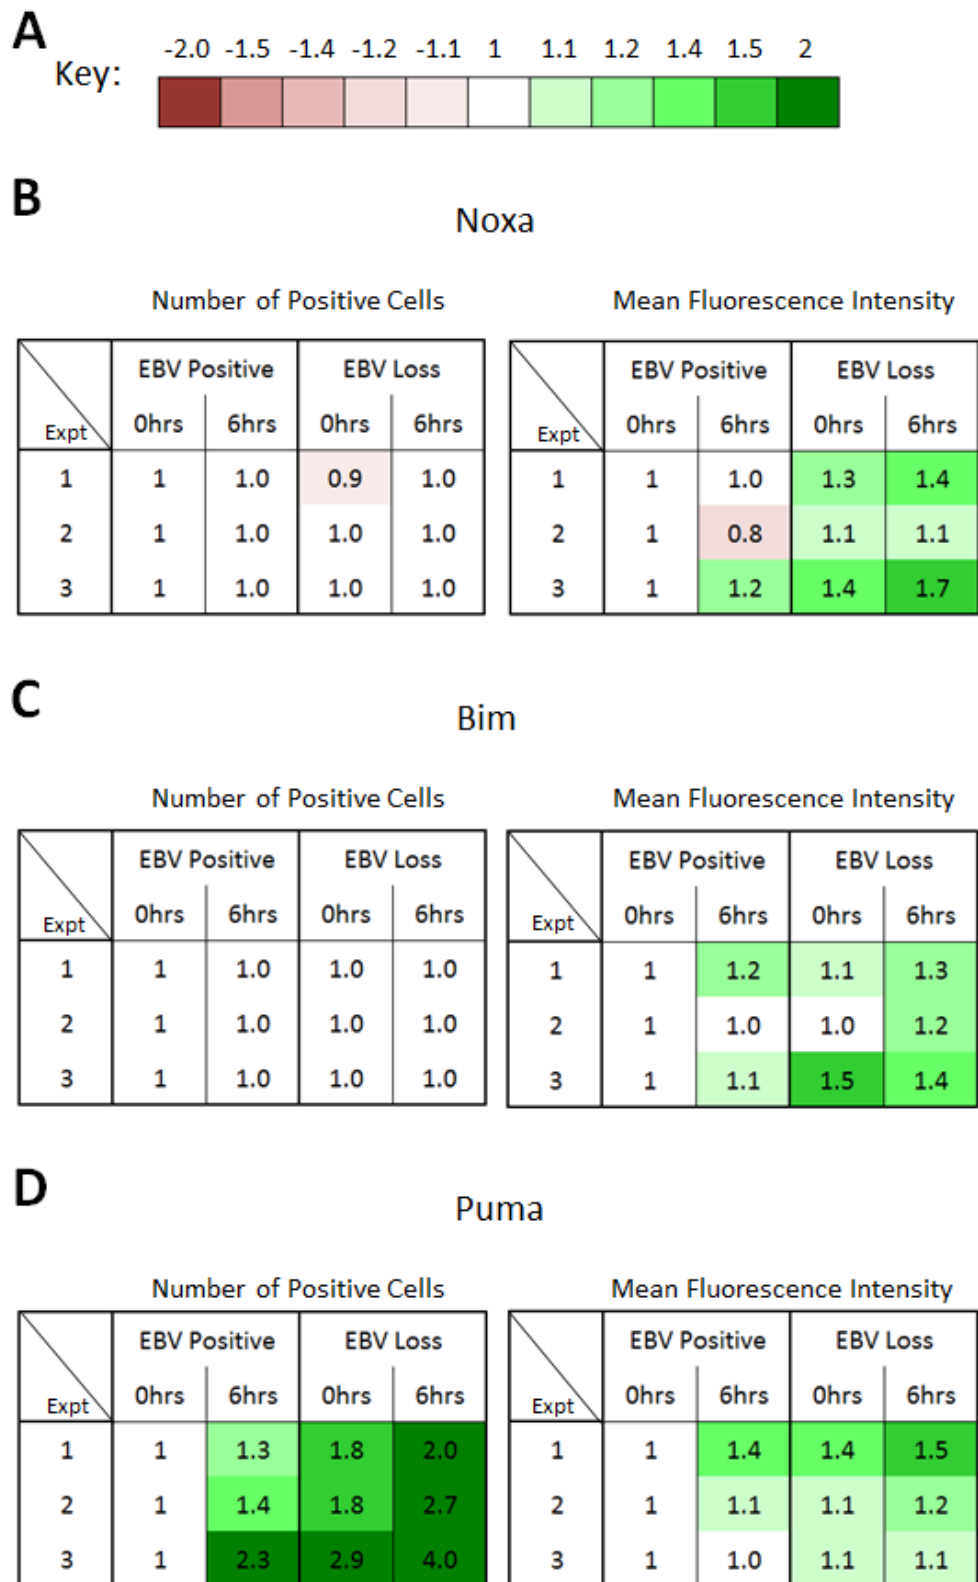 A
Key:
-2.0 -1.5 -1.4 -1.2 -1.1 1 1.1 1.2 1.4 1.5 2
B
Noxa
Number of Positive Cells Mean Fluorescence Intensity
EBV Positive EBV Loss EBV Positive EBV Loss
Expt 0hrs 6hrs 0hrs 6hrs Expt 0hrs 6hrs 0hrs 6hrs
1 1 1.0 0.9 1.0 1 1 1.0 1.3 1.4
2 1 1.0 1.0 1.0 2 1 0.8 1.1 1.1
3 1 1.0 1.0 1.0 3 1 1.2 1.4 1.7
C
Bim
Number of Positive Cells Mean Fluorescence Intensity
EBV Positive EBV Loss EBV Positive EBV Loss
Expt 0hrs 6hrs 0hrs 6hrs Expt 0hrs 6hrs 0hrs 6hrs
1 1 1.0 1.0 1.0 1 1 1.2 1.1 1.3
2 1 1.0 1.0 1.0 2 1 1.0 1.0 1.2
3 1 1.0 1.0 1.0 3 1 1.1 1.5 1.4
D
Puma
Number of Positive Cells Mean Fluorescence Intensity
EBV Positive EBV Loss EBV Positive EBV Loss
Expt 0hrs 6hrs 0hrs 6hrs Expt 0hrs 6hrs 0hrs 6hrs
1 1 1.3 1.8 2.0 1 1 1.4 1.4 1.5
2 1 1.4 1.8 2.7 2 1 1.1 1.1 1.2
3 1 2.3 2.9 4.0 3 1 1.0 1.1 1.1